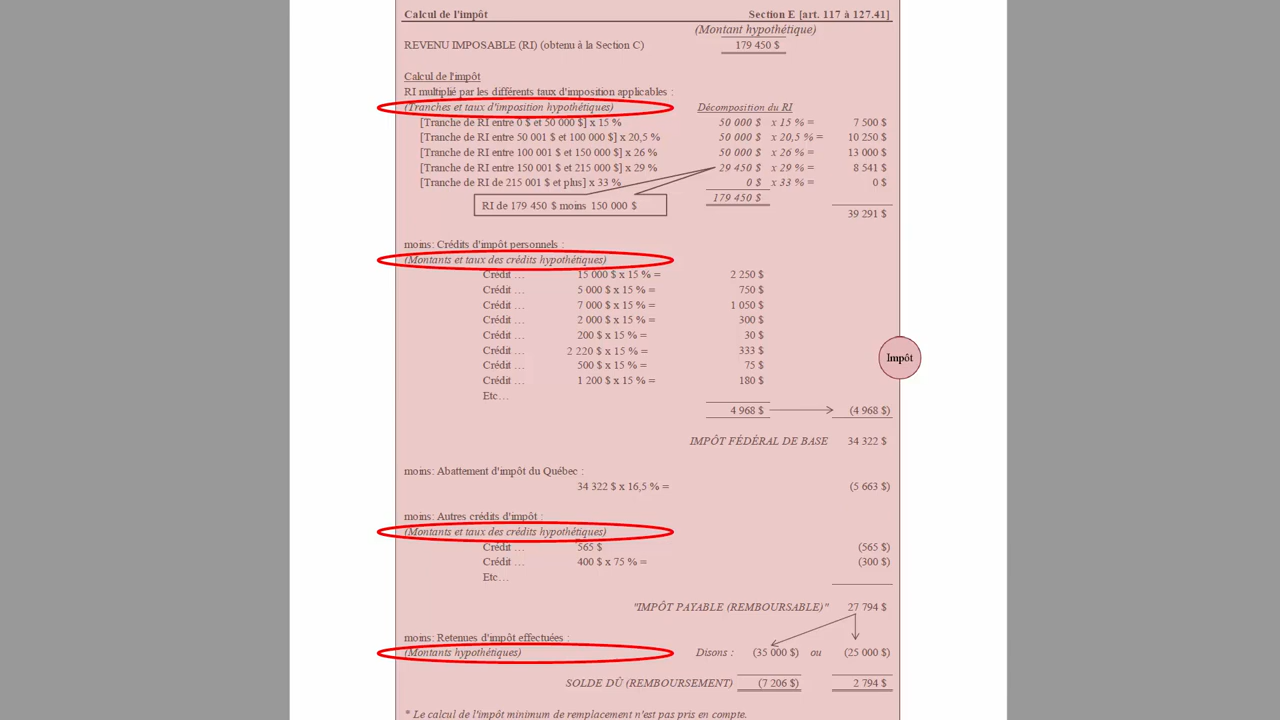 Calcul de l'impôt Section E [art. 117 à 127.41]
(Montant hypothétique)
REVENU IMPOSABLE (RI) (obtenu à la Section C) 179 450 $
Calcul de l'impôt
RI multiplié par les différents taux d'imposition applicables :
(Tranches et taux d'imposition hypothétiques) Décomposition du RI
[Tranche de RI entre 0 $ et 50 000 $] x 15 % 50 000 $ x 15 % = 7 500 $
[Tranche de RI entre 50 001 $ et 100 000 $] x 20,5 % 50 000 $ x 20,5 % = 10 250 $
[Tranche de RI entre 100 001 $ et 150 000 $] x 26 % 50 000 $ x 26 % = 13 000 $
[Tranche de RI entre 150 001 $ et 215 000 $] x 29 % 29 450 $ x 29 % = 8 541 $
[Tranche de RI de 215 001 $ et plus] x 33 % 0 $ x 33 % = 0 $
179 450 $
RI de 179 450 $ moins 150 000 $
39 291 $
moins: Crédits d'impôt personnels :
(Montants et taux des crédits hypothétiques)
Crédit … 15 000 $ x 15 % = 2 250 $
Crédit … 5 000 $ x 15 % = 750 $
Crédit … 7 000 $ x 15 % = 1 050 $
Crédit … 2 000 $ x 15 % = 300 $
Crédit … 200 $ x 15 % = 30 $
Crédit … 2 220 $ x 15 % = 333 $
Crédit … 500 $ x 15 % = 75 $
Crédit … 1 200 $ x 15 % = 180 $
Etc…
4 968 $ (4 968 $)
Impôt
IMPÔT FÉDÉRAL DE BASE 34 322 $
moins: Abattement d'impôt du Québec :
34 322 $ x 16,5 % = (5 663 $)
moins: Autres crédits d'impôt :
(Montants et taux des crédits hypothétiques)
Crédit … 565 $ (565 $)
Crédit … 400 $ x 75 % = (300 $)
Etc…
"IMPÔT PAYABLE (REMBOURSABLE)" 27 794 $
moins: Retenues d'impôt effectuées :
(Montants hypothétiques) Disons : (35 000 $) ou (25 000 $)
SOLDE DÛ (REMBOURSEMENT) (7 206 $) 2 794 $
* Le calcul de l'impôt minimum de remplacement n'est pas pris en compte.